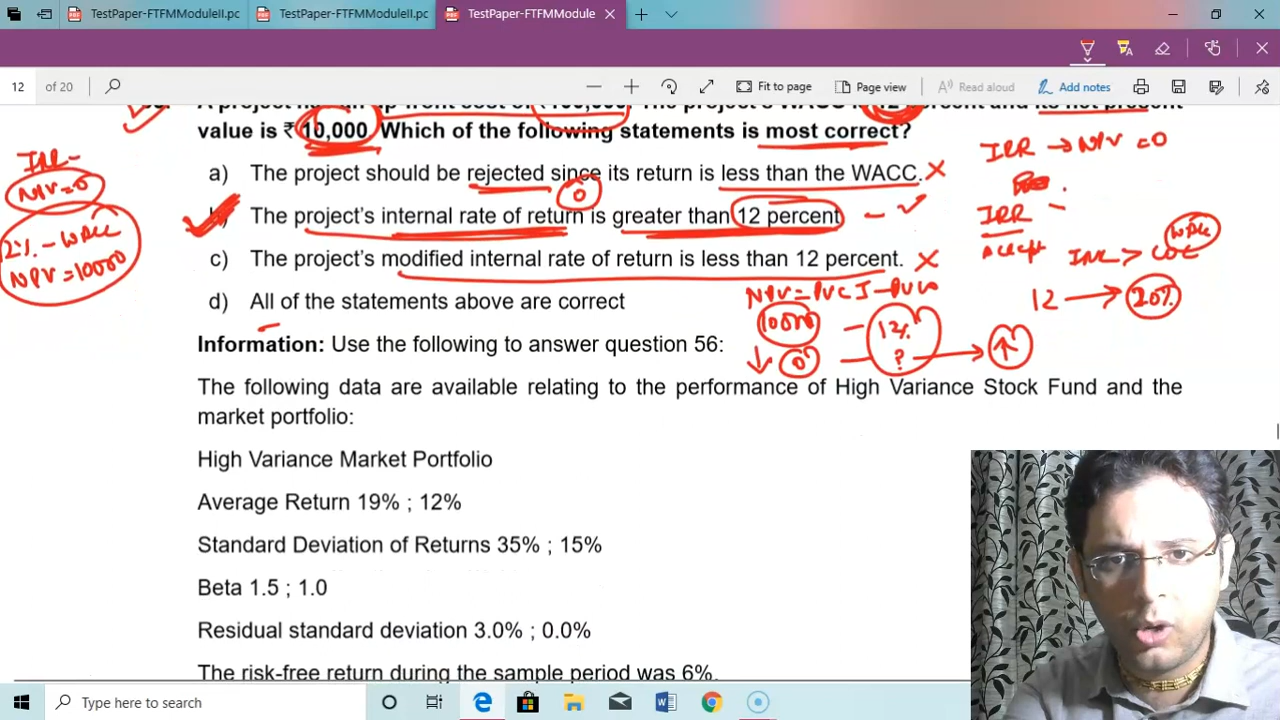 TestPaper-FTFMModuleII.pc
TestPaper-FTFMModuleII.pc
TestPaper-FTFMModule
12 of 20
Fit to page
Page view
Read aloud
Add notes
value is ₹ 10,000 Which of the following statements is most correct?
a) The project should be rejected since its return is less than the WACC.
The project's internal rate of return is greater than 12 percent
c) The project's modified internal rate of return is less than 12 percent.
d) All of the statements above are correct
IRR → NPV = 0
IRR -
Accept
IRR > COC
WACC
12 → 20%
IRR -
NPV=0
2% - WACC
NPV = 10000
NPV = PVCI - PVCO
10000 - 12%
0 - ?
0
Information: Use the following to answer question 56:
The following data are available relating to the performance of High Variance Stock Fund and the
market portfolio:
High Variance Market Portfolio
Average Return 19% ; 12%
Standard Deviation of Returns 35% ; 15%
Beta 1.5 ; 1.0
Residual standard deviation 3.0% ; 0.0%
The risk-free return during the sample period was 6%.
Type here to search